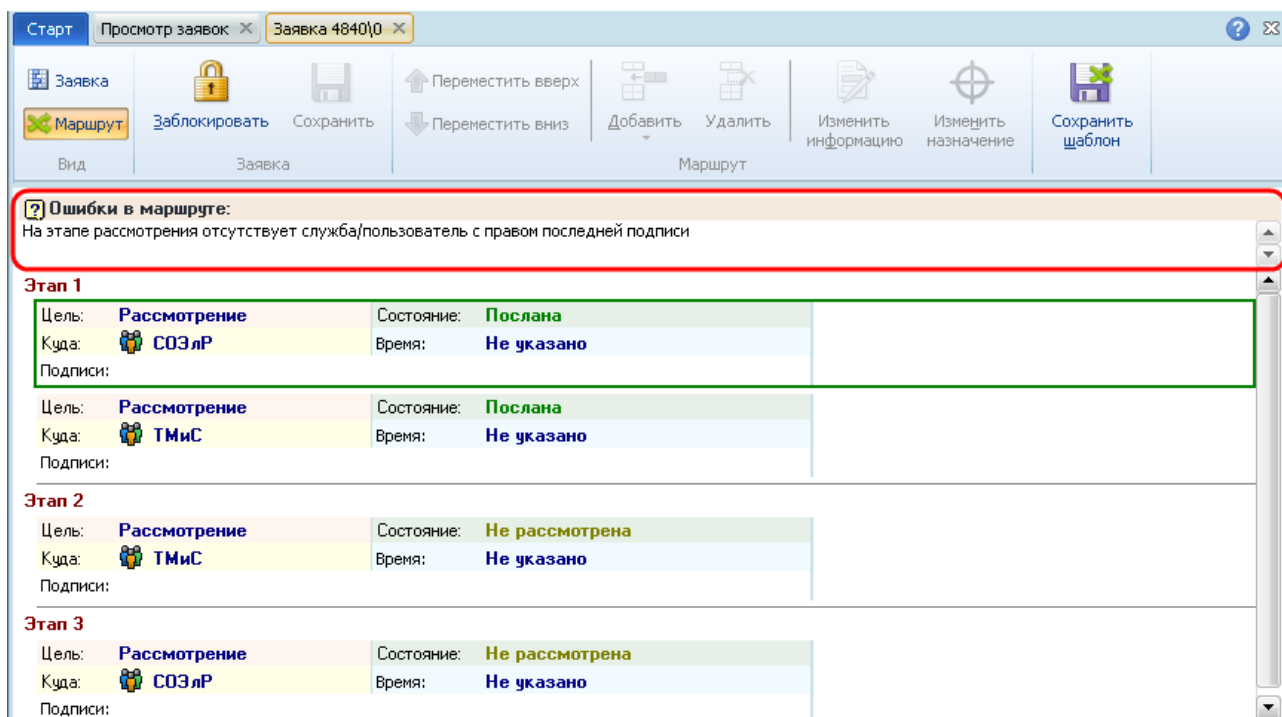 Старт Просмотр заявок Заявка 4840\0
Заявка
Маршрут
Вид
Заблокировать Сохранить
Заявка
Переместить вверх
Переместить вниз
Добавить Удалить
Изменить информацию
Изменить назначение
Маршрут
Сохранить шаблон
Ошибки в маршруте:
На этапе рассмотрения отсутствует служба/пользователь с правом последней подписи
Этап 1
Цель: Рассмотрение Состояние: Послана
Куда: СОЭлР Время: Не указано
Подписи:
Цель: Рассмотрение Состояние: Послана
Куда: ТМиС Время: Не указано
Подписи:
Этап 2
Цель: Рассмотрение Состояние: Не рассмотрена
Куда: ТМиС Время: Не указано
Подписи:
Этап 3
Цель: Рассмотрение Состояние: Не рассмотрена
Куда: СОЭлР Время: Не указано
Подписи: